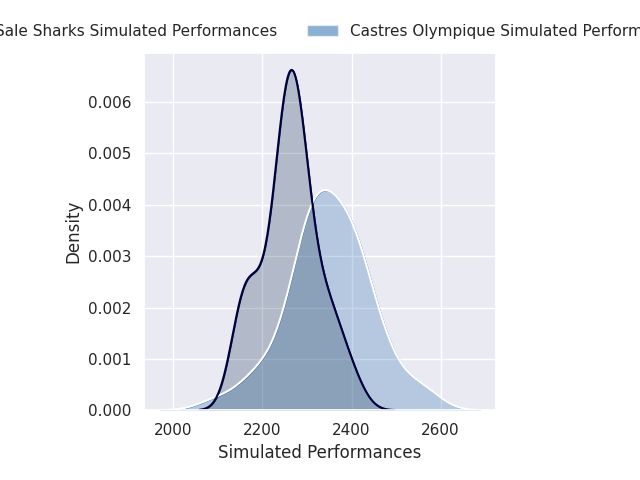 Sale Sharks Simulated Performances
Castres Olympique Simulated Perform
0.006
0.005
0.004
0.003
0.002
0.001
0.000
Density
2000 2200 2400 2600
Simulated Performances